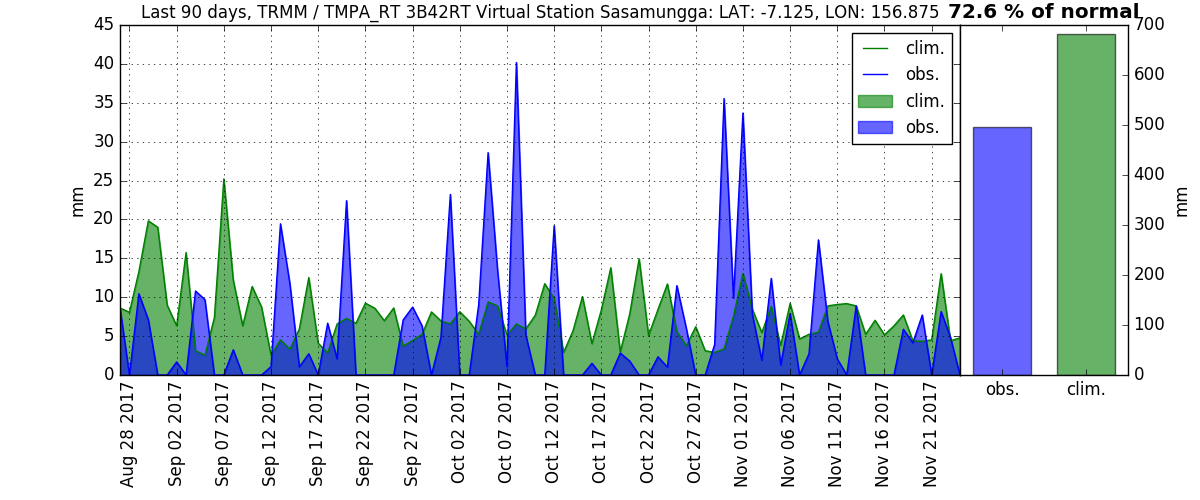 Last 90 days, TRMM / TMPA_RT 3B42RT Virtual Station Sasamungga: LAT: -7.125, LON: 156.875 72.6 % of normal
45
40
35
30
25
20
15
10
5
0
mm
clim.
obs.
clim.
obs.
700
600
500
400
300
200
100
0
mm
obs.
clim.
Aug 28 2017
Sep 02 2017
Sep 07 2017
Sep 12 2017
Sep 17 2017
Sep 22 2017
Sep 27 2017
Oct 02 2017
Oct 07 2017
Oct 12 2017
Oct 17 2017
Oct 22 2017
Oct 27 2017
Nov 01 2017
Nov 06 2017
Nov 11 2017
Nov 16 2017
Nov 21 2017